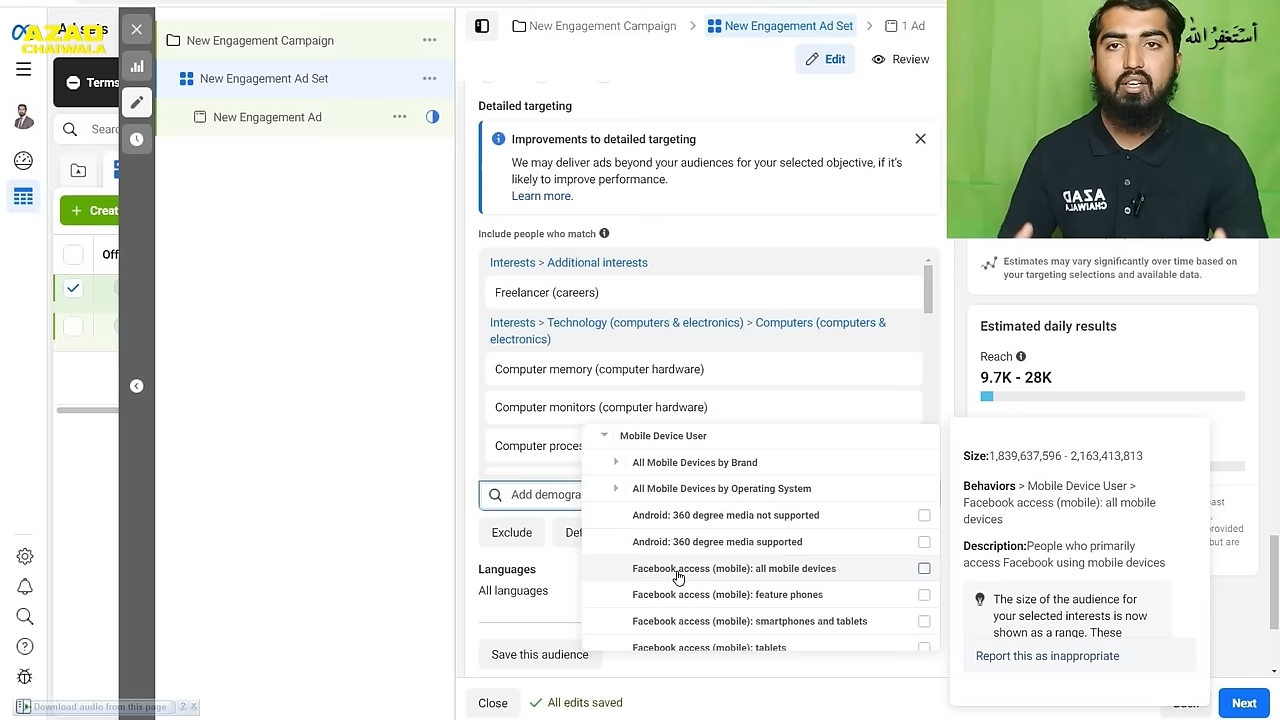 AZAD
CHAIWALA
Ad Sets
Terms
Searc
Creat
Off
New Engagement Campaign
New Engagement Ad Set
New Engagement Ad
New Engagement Campaign
New Engagement Ad Set
1 Ad
Edit
Review
Detailed targeting
Improvements to detailed targeting
We may deliver ads beyond your audiences for your selected objective, if it's
likely to improve performance.
Learn more.
Include people who match
Interests > Additional interests
Freelancer (careers)
Interests > Technology (computers & electronics) > Computers (computers &
electronics)
Computer memory (computer hardware)
Computer monitors (computer hardware)
Computer proces
Add demogra
Exclude
Def
Languages
All languages
Save this audience
Mobile Device User
All Mobile Devices by Brand
All Mobile Devices by Operating System
Android: 360 degree media not supported
Android: 360 degree media supported
Facebook access (mobile): all mobile devices
Facebook access (mobile): feature phones
Facebook access (mobile): smartphones and tablets
Facebook access (mobile): tablets
Close
All edits saved
Back
Next
أستغفر الله
AZAD
CHAIWALA
Estimates may vary significantly over time based on
your targeting selections and available data.
Estimated daily results
Reach
9.7K - 28K
Size:1,839,637,596 - 2,163,413,813
Behaviors > Mobile Device User >
Facebook access (mobile): all mobile
devices
Description:People who primarily
access Facebook using mobile devices
The size of the audience for
your selected interests is now
shown as a range. These
Report this as inappropriate
past
provided
but are
Download audio from this page
? X